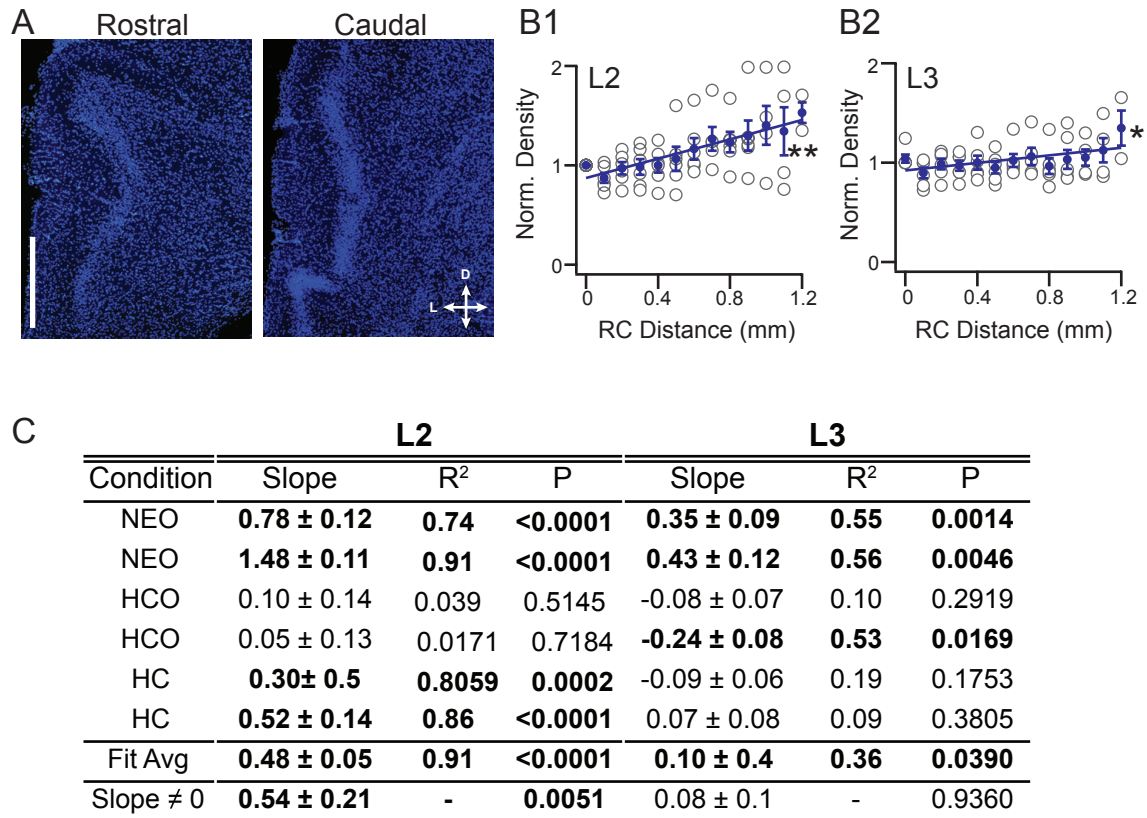 A Rostral Caudal
D
L
B1
L2
Norm. Density
2
1
0
**
0 0.4 0.8 1.2
RC Distance (mm)
B2
L3
Norm. Density
2
1
0
*
0 0.4 0.8 1.2
RC Distance (mm)
C
L2 L3
Condition Slope R² P Slope R² P
NEO 0.78 ± 0.12 0.74 <0.0001 0.35 ± 0.09 0.55 0.0014
NEO 1.48 ± 0.11 0.91 <0.0001 0.43 ± 0.12 0.56 0.0046
HCO 0.10 ± 0.14 0.039 0.5145 -0.08 ± 0.07 0.10 0.2919
HCO 0.05 ± 0.13 0.0171 0.7184 -0.24 ± 0.08 0.53 0.0169
HC 0.30± 0.5 0.8059 0.0002 -0.09 ± 0.06 0.19 0.1753
HC 0.52 ± 0.14 0.86 <0.0001 0.07 ± 0.08 0.09 0.3805
Fit Avg 0.48 ± 0.05 0.91 <0.0001 0.10 ± 0.4 0.36 0.0390
Slope ≠ 0 0.54 ± 0.21 - 0.0051 0.08 ± 0.1 - 0.9360